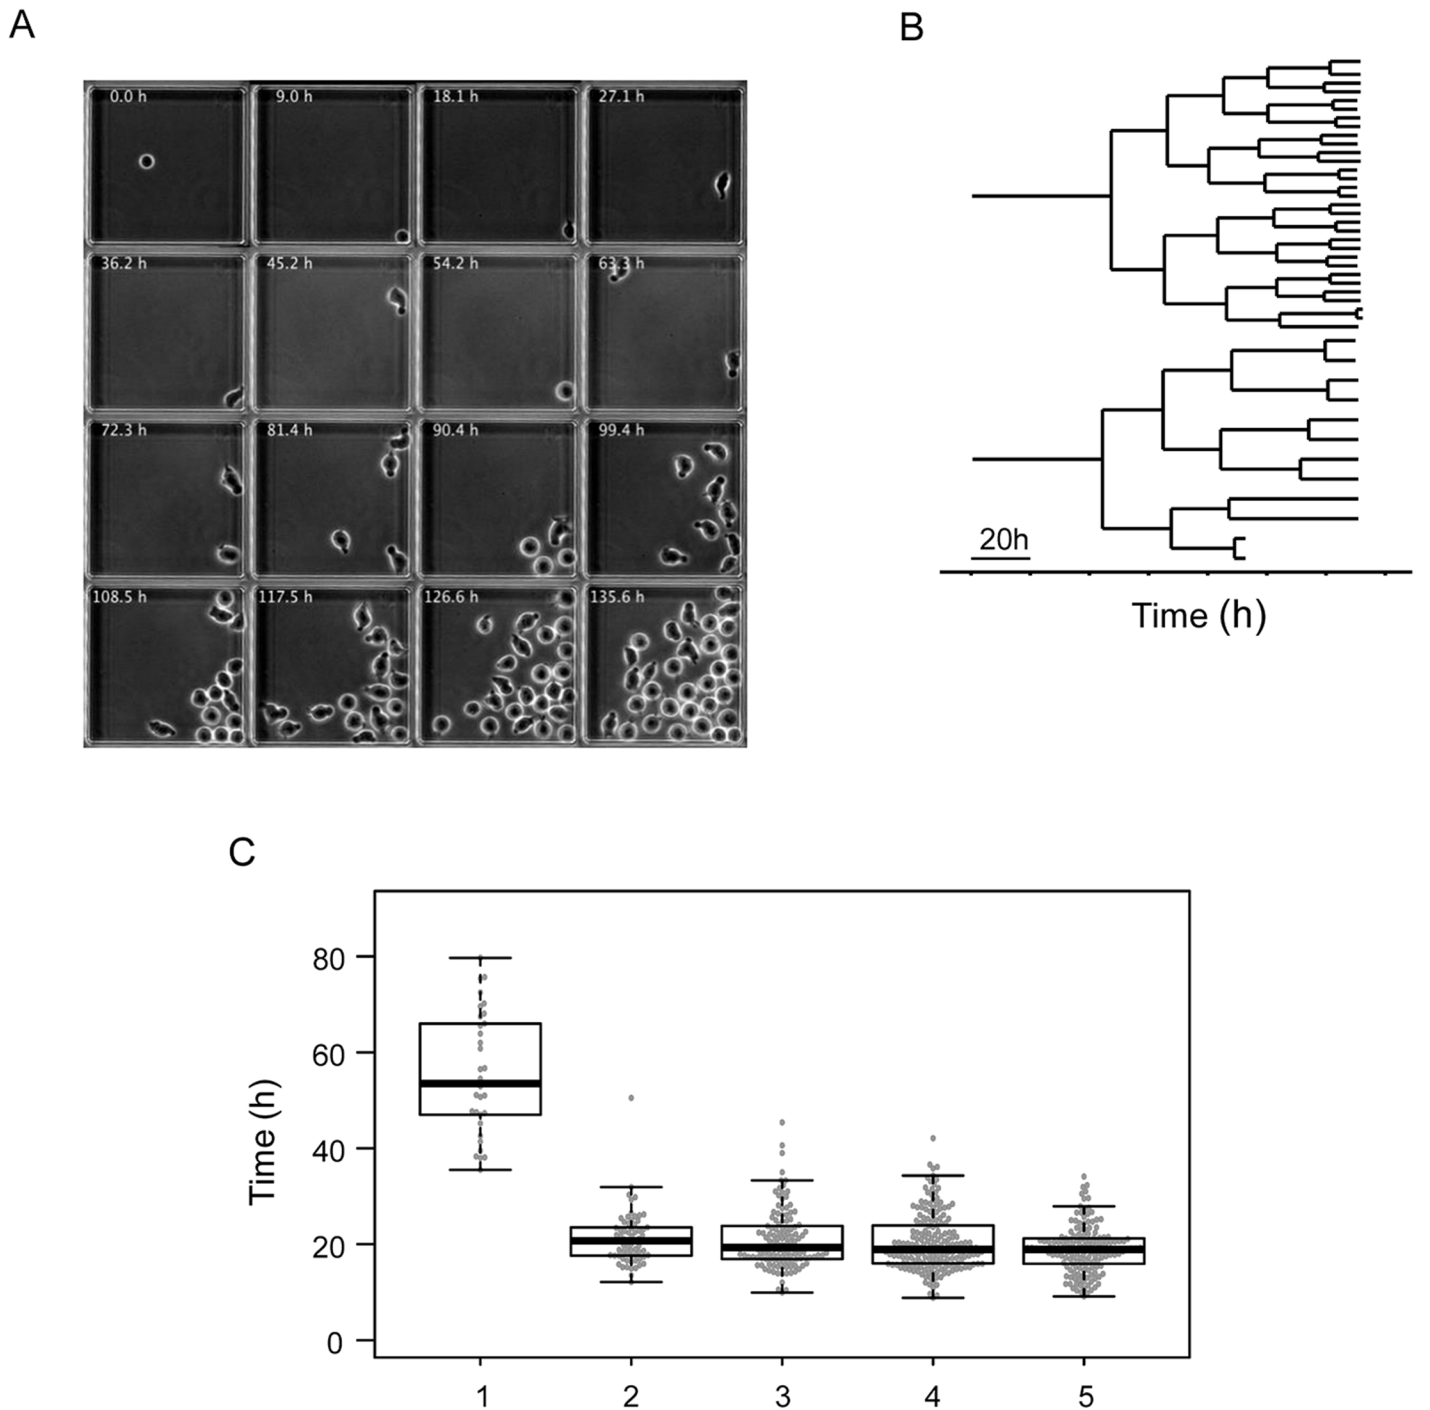 A
B
0.0 h 9.0 h 18.1 h 27.1 h
36.2 h 45.2 h 54.2 h 63.3 h
72.3 h 81.4 h 90.4 h 99.4 h
108.5 h 117.5 h 126.6 h 135.6 h
20h
Time (h)
C
Time (h)
80
60
40
20
0
1 2 3 4 5